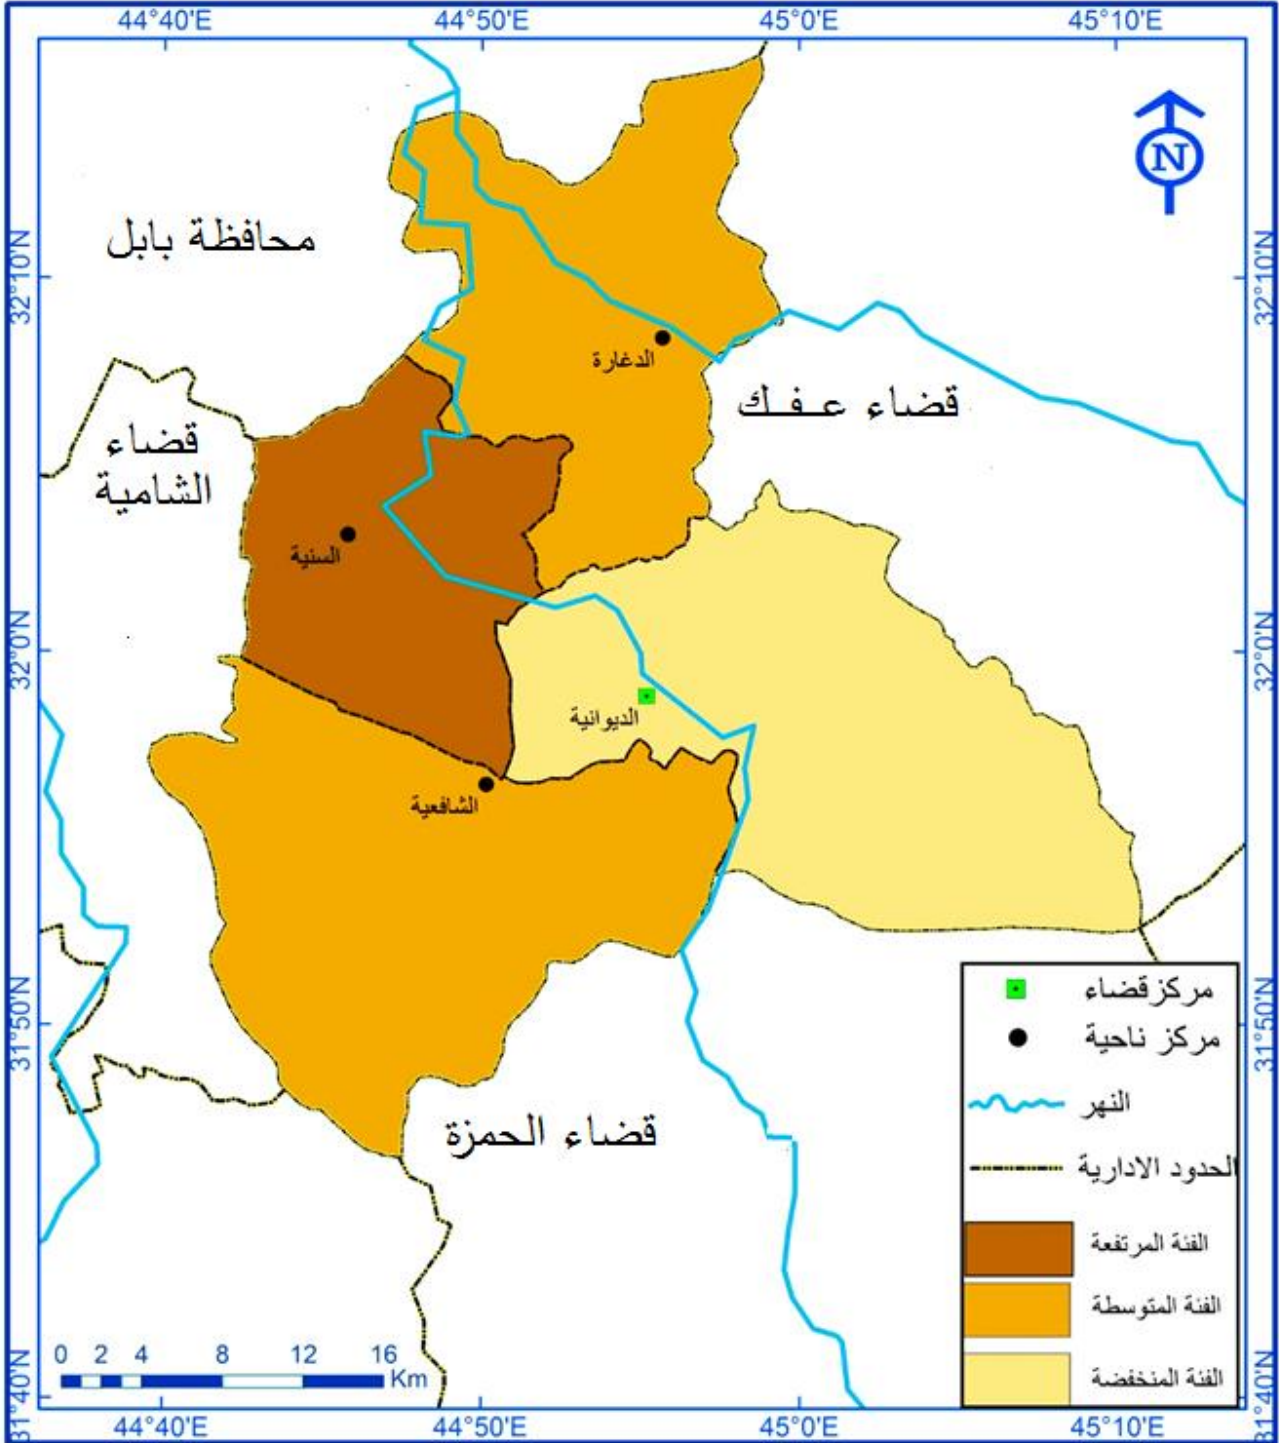 44°40'E 44°50'E 45°0'E 45°10'E
N
محافظة بابل
32°10'N 32°10'N
الدغارة
قضاء عـفـك
قضاء
الشامية
السنية
32°0'N 32°0'N
الديوانية
الشافعية
31°50'N 31°50'N
قضاء الحمزة
مركزقضاء
مركز ناحية
النهر
الحدود الادارية
الفئة المرتفعة
الفئة المتوسطة
الفئة المنخفضة
0 2 4 8 12 16
Km
31°40'N 31°40'N
44°40'E 44°50'E 45°0'E 45°10'E